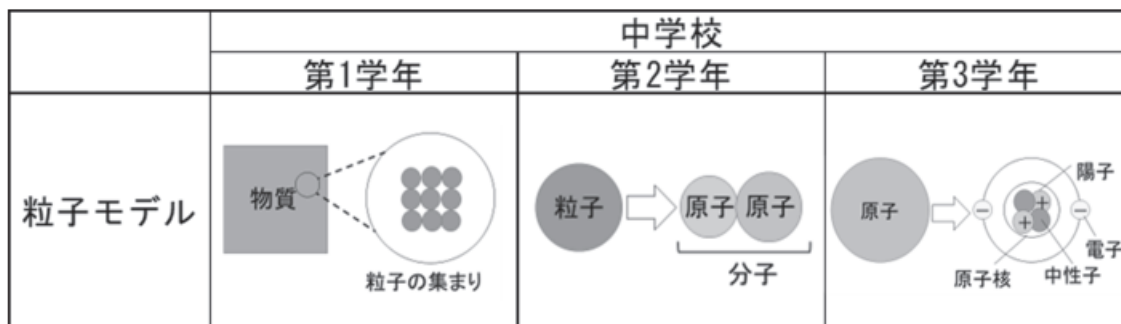 中学校
第1学年 第2学年 第3学年
粒子モデル
物質
粒子の集まり
粒子 原子 原子
分子
原子
陽子
+
− −
+
電子
原子核 中性子